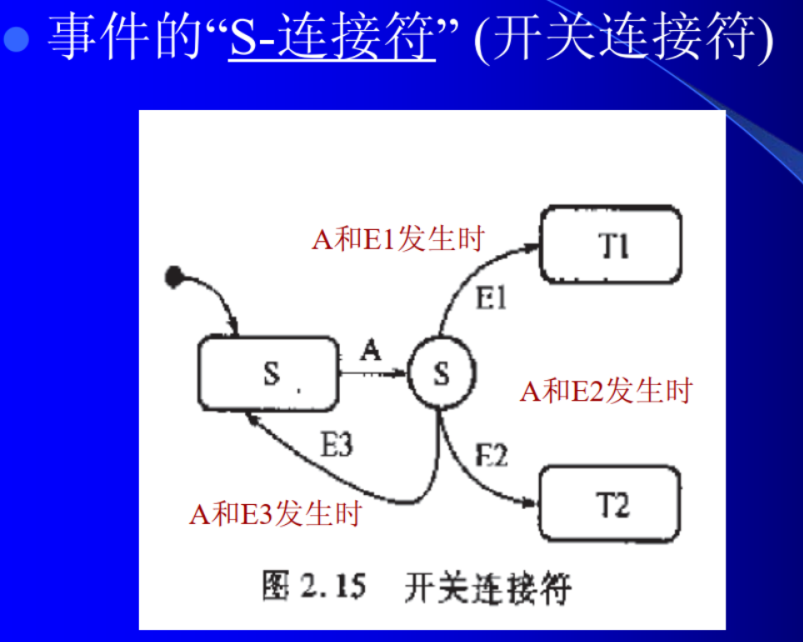 事件的“S-连接符” (开关连接符)
A和E1发生时
T1
E1
A
S
S
A和E2发生时
E3
E2
A和E3发生时
T2
图 2.15 开关连接符